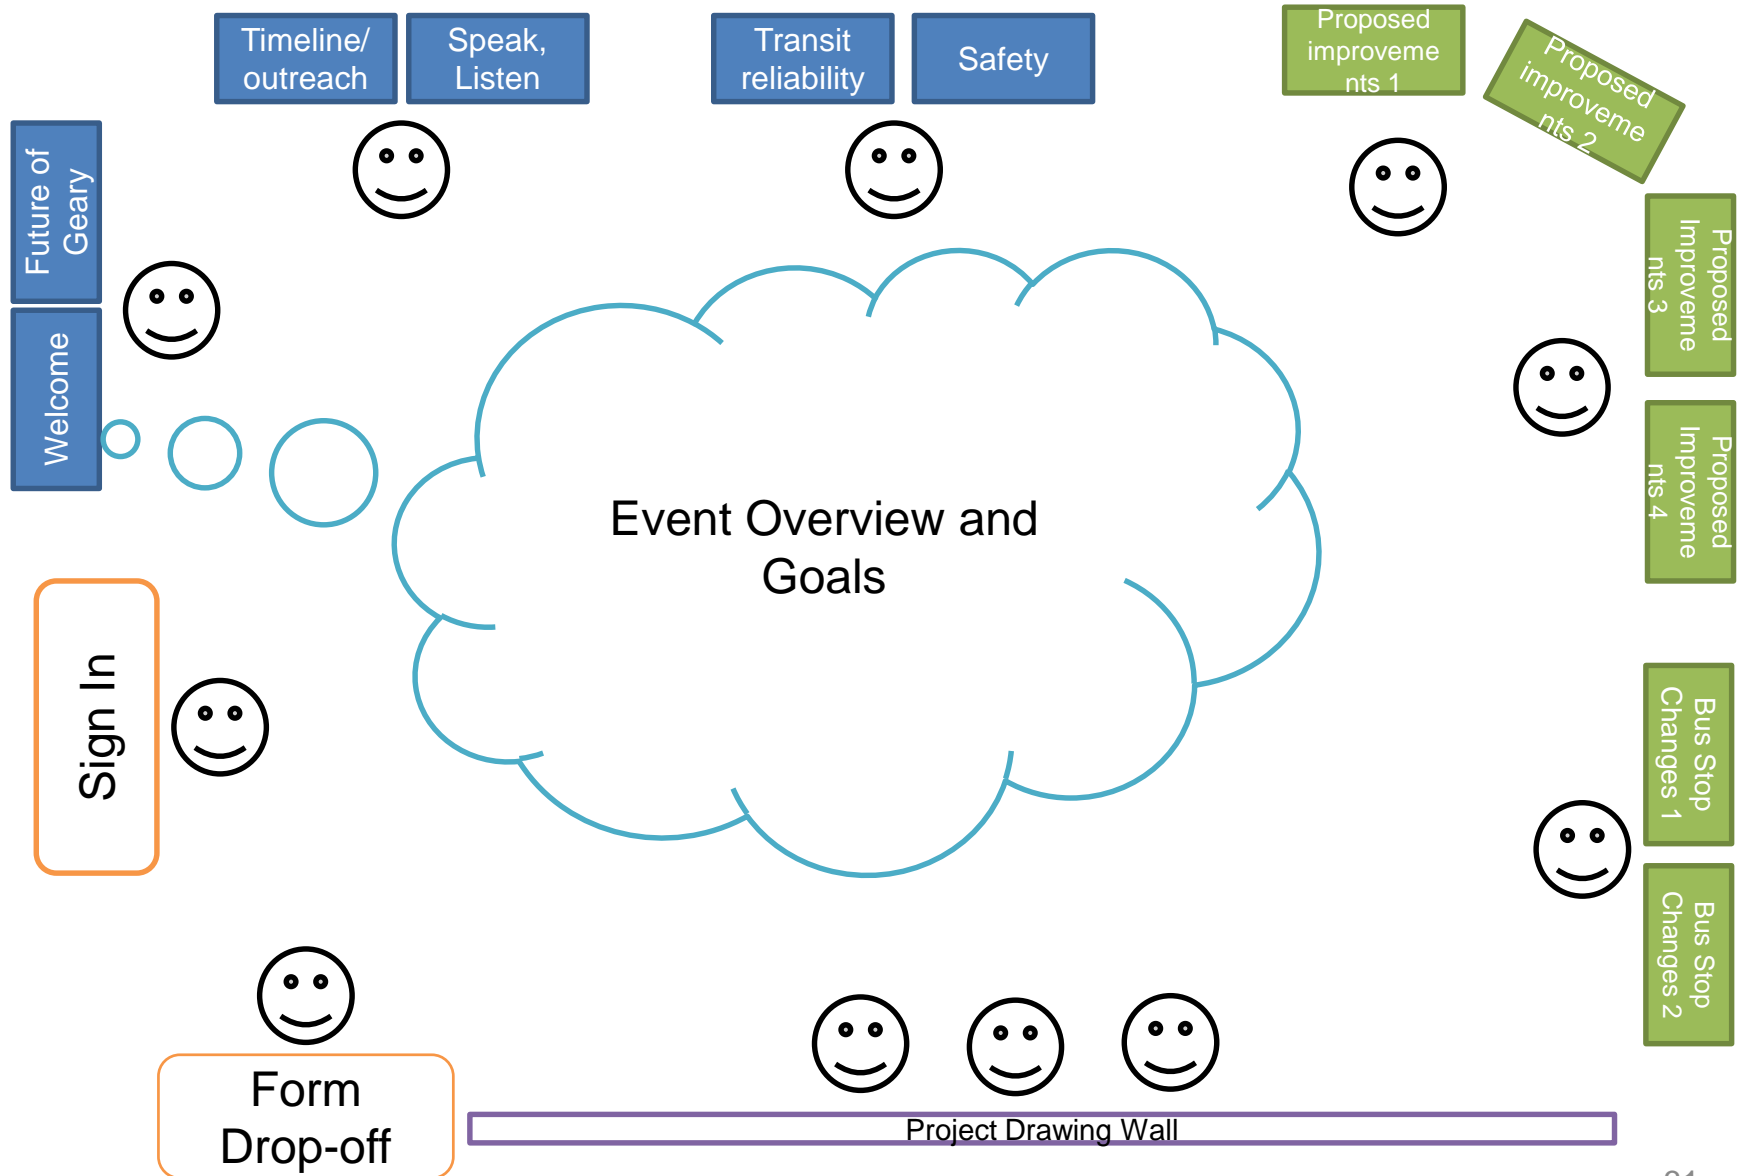 Timeline/
outreach
Speak,
Listen
Transit
reliability
Safety
Proposed
improveme
nts 1
Proposed
improveme
nts 2
Future of
Geary
Welcome
Proposed
Improveme
nts 3
Proposed
Improveme
nts 4
Event Overview and
Goals
Sign In
Bus Stop
Changes 1
Bus Stop
Changes 2
Form
Drop-off
Project Drawing Wall